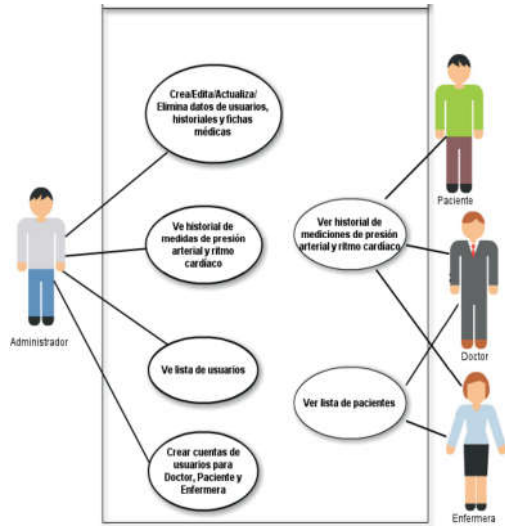 Crea/Edita/Actualiza/
Elimina datos de usuarios,
historiales y fichas
médicas
Paciente
Ve historial de
medidas de presión
arterial y ritmo
cardíaco
Ver historial de
mediciones de presión
arterial y ritmo cardíaco
Administrador
Doctor
Ve lista de usuarios
Ver lista de pacientes
Crear cuentas de
usuarios para
Doctor, Paciente y
Enfermera
Enfermera